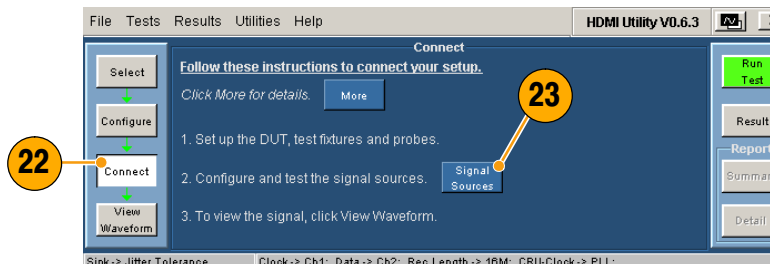 File Tests Results Utilities Help HDMI Utility V0.6.3
Connect
Select
Follow these instructions to connect your setup.
Click More for details. More
23
Run
Test
Configure
1. Set up the DUT, test fixtures and probes.
Result
22
Connect
2. Configure and test the signal sources.
Signal
Sources
Report
Summar
View
Waveform
3. To view the signal, click View Waveform.
Detail
Sink-> Jitter Tolerance Clock-> Ch1; Data-> Ch2; Rec Length-> 16M; CRU-Clock-> PLL;